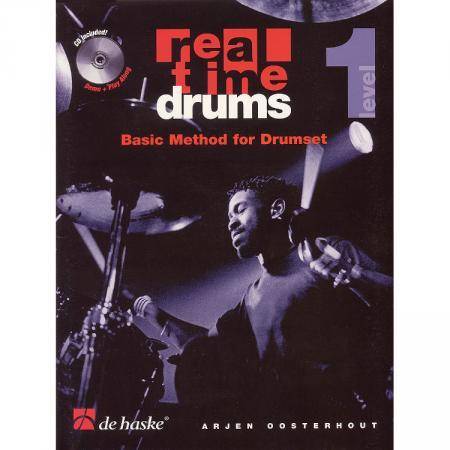 CD included!
Demo + Play Along
real
time
drums
Basic Method for Drumset
1
level
de haske®
ARJEN OOSTERHOUT